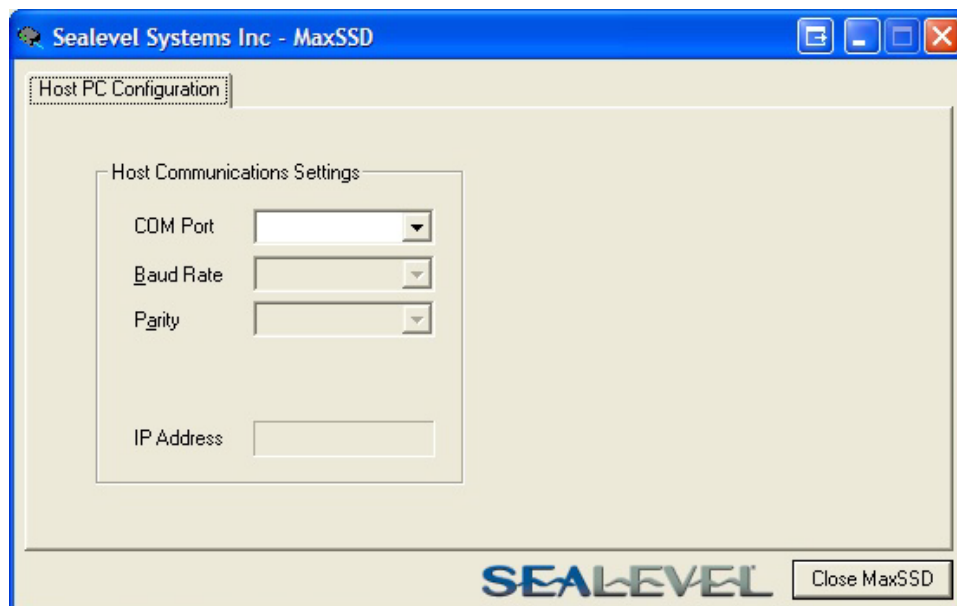 Sealevel Systems Inc - MaxSSD
Host PC Configuration
Host Communications Settings
COM Port
Baud Rate
Parity
IP Address
SEALEVEL
Close MaxSSD